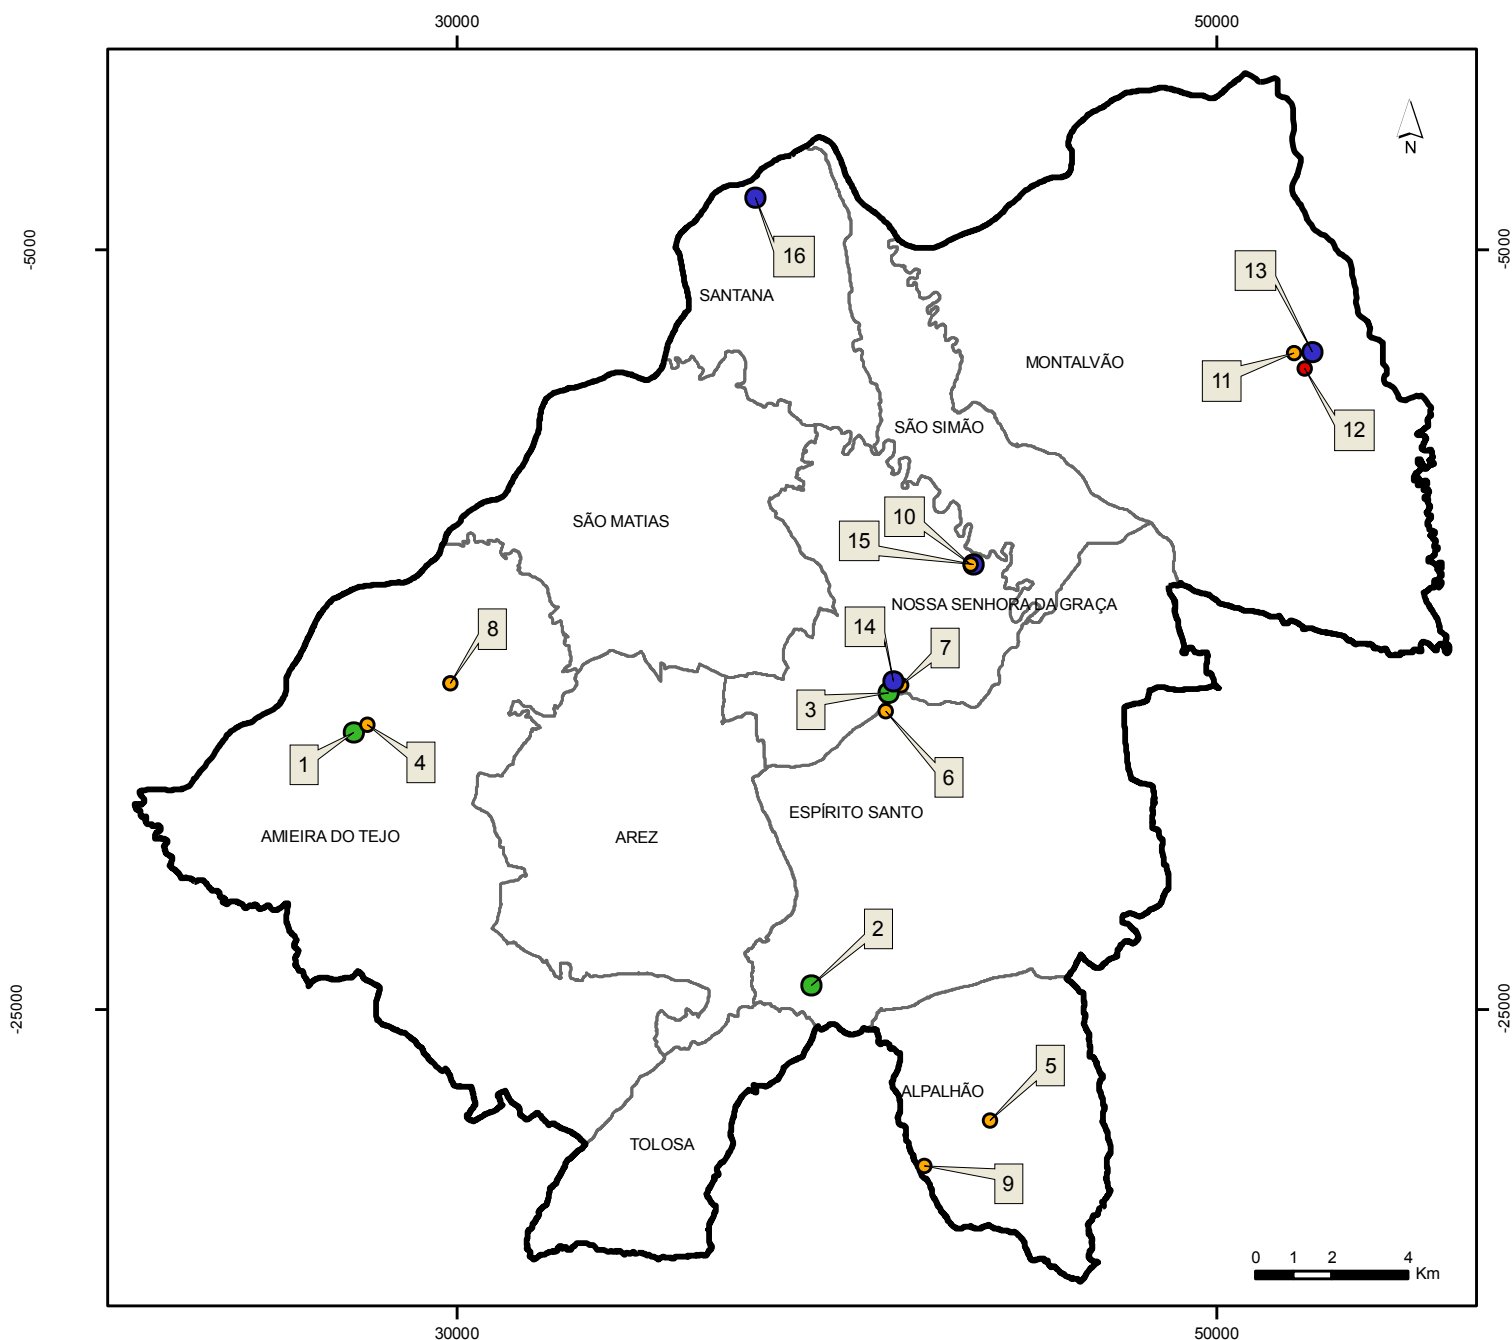 30000 50000
N
-5000 -5000
16
13
SANTANA
MONTALVÃO
11
12
SÃO SIMÃO
10
SÃO MATIAS
15
NOSSA SENHORA DA GRAÇA
8
14
7
3
1
4
6
ESPÍRITO SANTO
AMIEIRA DO TEJO
AREZ
2
-25000 -25000
5
ALPALHÃO
TOLOSA
9
0 1 2 4
Km
30000 50000